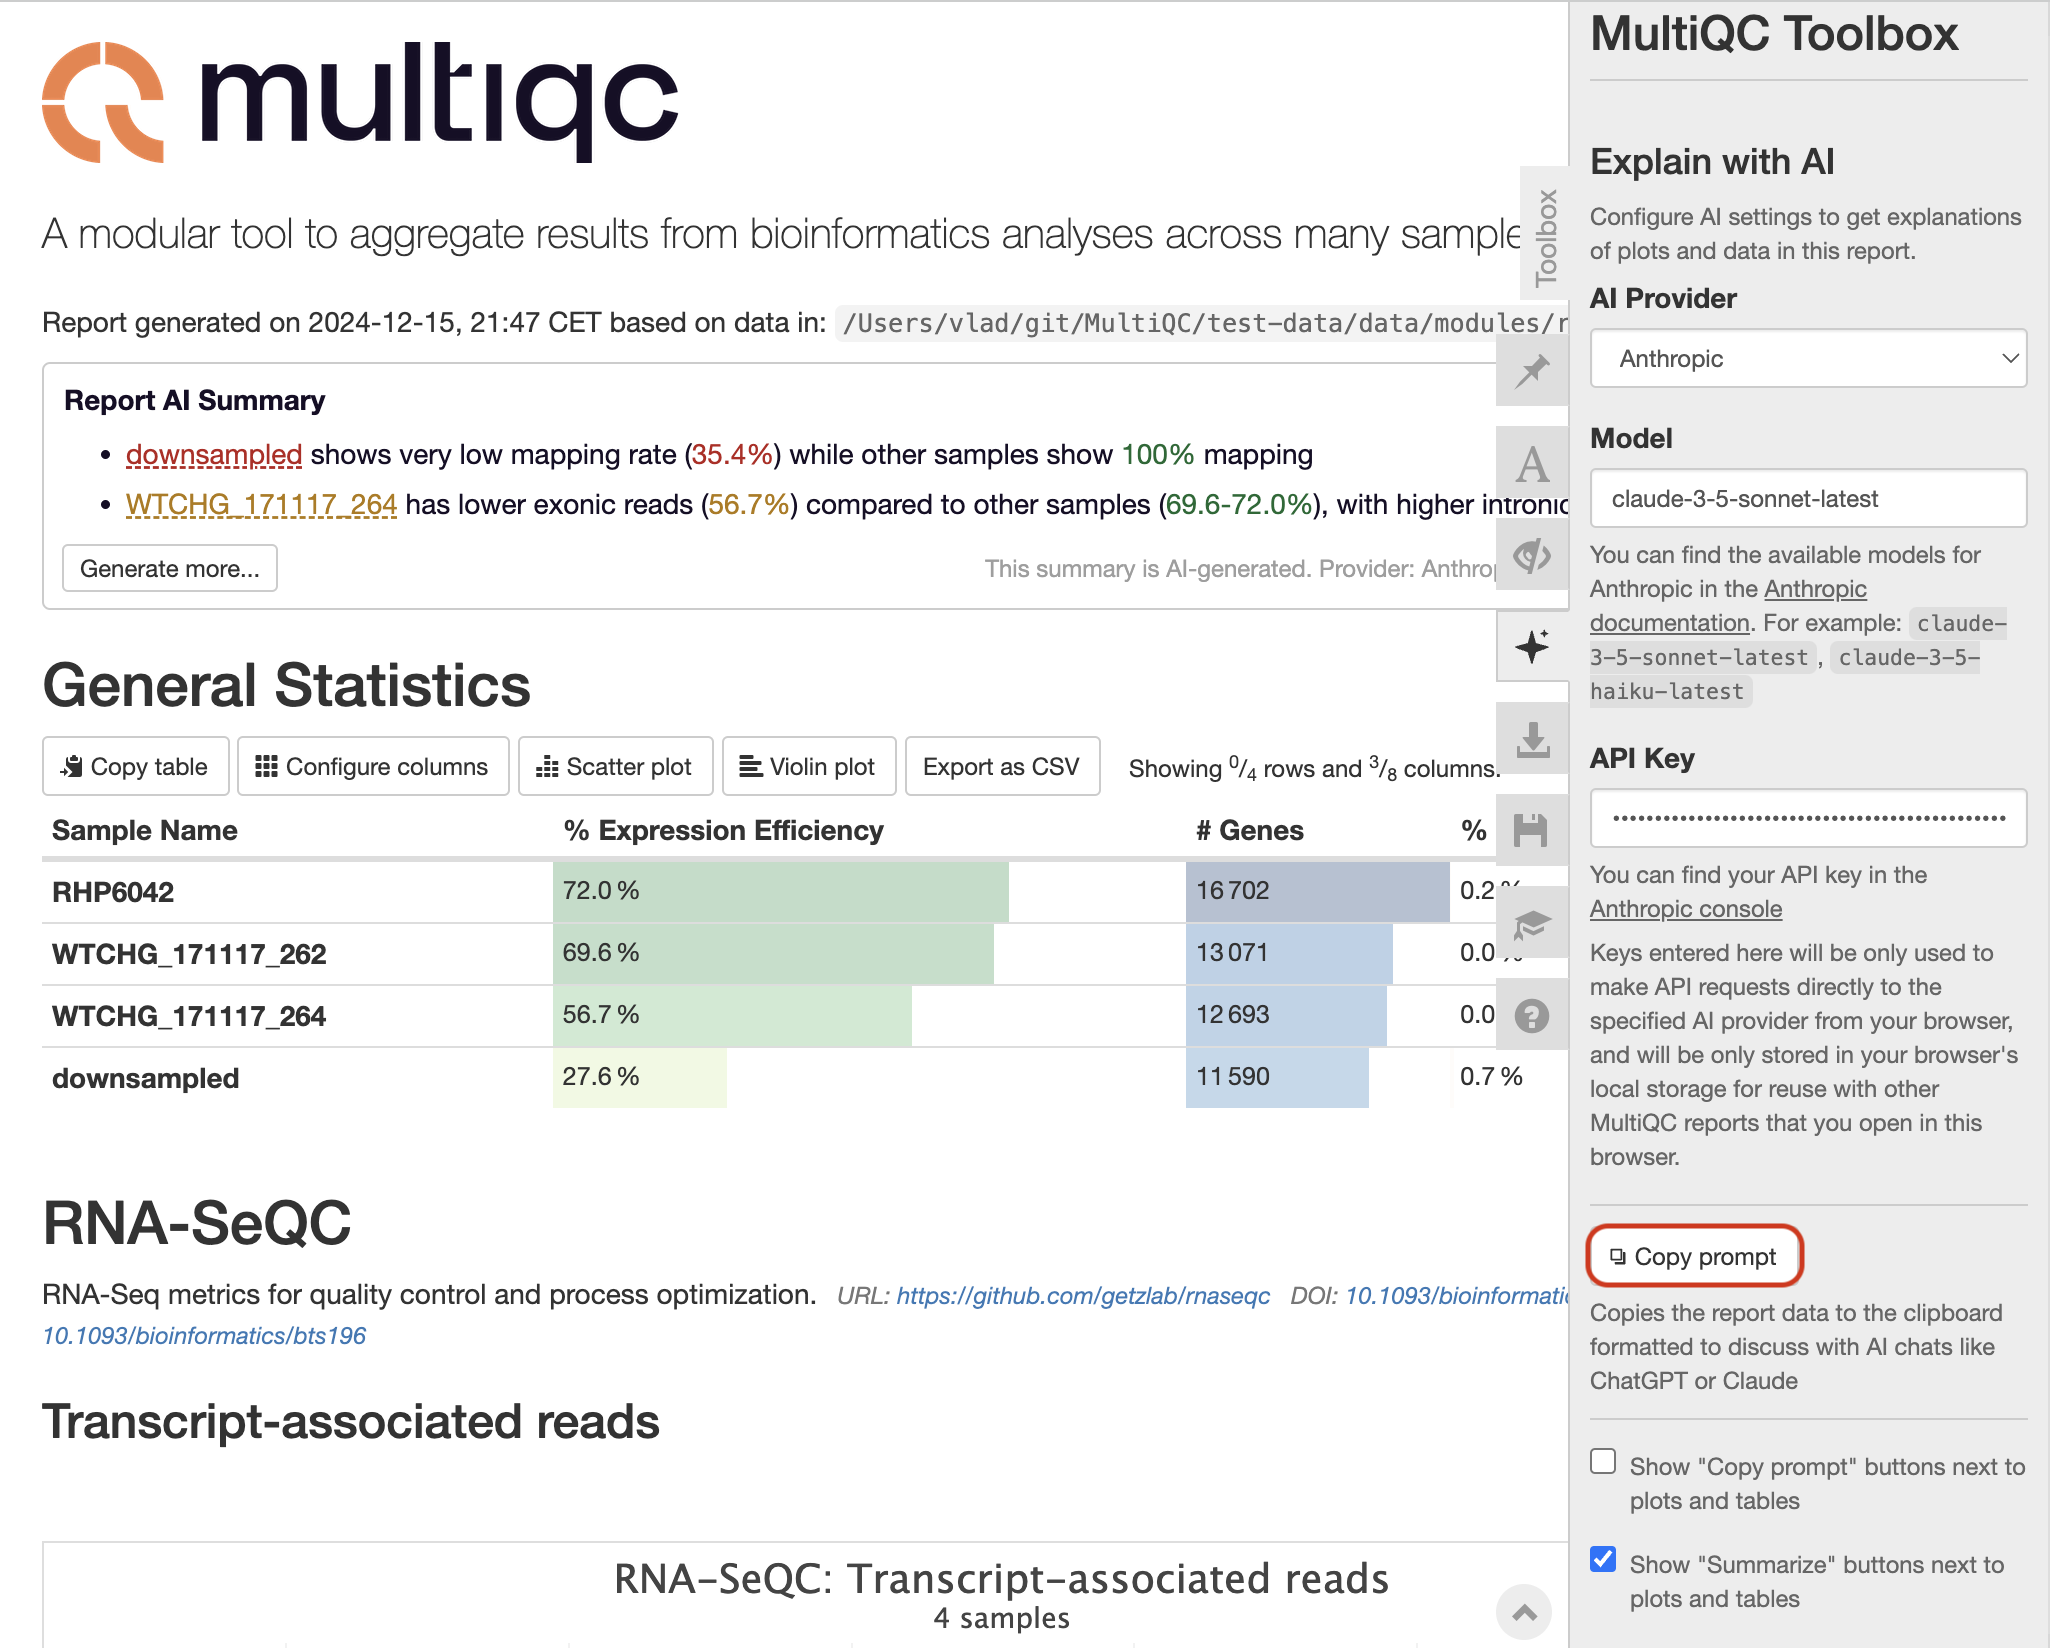 multiqc
A modular tool to aggregate results from bioinformatics analyses across many
Report generated on 2024-12-15, 21:47 CET based on data in: /Users/vlad/git/MultiQC/test-data/data/modules/
Report AI Summary
• downsampled shows very low mapping rate (35.4%) while other samples show 100% mapping
• WTCHG_171117_264 has lower exonic reads (56.7%) compared to other samples (69.6-72.0%), with higher
Generate more...
This summary is AI-generated. Provider:
General Statistics
Copy table
Configure columns
Scatter plot
Violin plot
Export as CSV
Showing 0/4 rows and 3/8 columns.
Sample Name % Expression Efficiency # Genes %
RHP6042 72.0 % 16 702 0.2 %
WTCHG_171117_262 69.6 % 13 071 0.0 %
WTCHG_171117_264 56.7 % 12 693 0.0
downsampled 27.6 % 11 590 0.7 %
RNA-SeQC
RNA-Seq metrics for quality control and process optimization. URL: https://github.com/getzlab/rnaseqc DOI:
10.1093/bioinformatics/bts196
Transcript-associated reads
RNA-SeQC: Transcript-associated reads
4 samples
Toolbox
A
?
MultiQC Toolbox
Explain with AI
Configure AI settings to get explanations
of plots and data in this report.
AI Provider
Anthropic
Model
claude-3-5-sonnet-latest
You can find the available models for
Anthropic in the Anthropic
documentation. For example: claude-
3-5-sonnet-latest, claude-3-5-
haiku-latest
API Key
You can find your API key in the
Anthropic console
Keys entered here will be only used to
make API requests directly to the
specified AI provider from your browser,
and will be only stored in your browser's
local storage for reuse with other
MultiQC reports that you open in this
browser.
Copy prompt
Copies the report data to the clipboard
formatted to discuss with AI chats like
ChatGPT or Claude
Show "Copy prompt" buttons next to
plots and tables
Show "Summarize" buttons next to
plots and tables